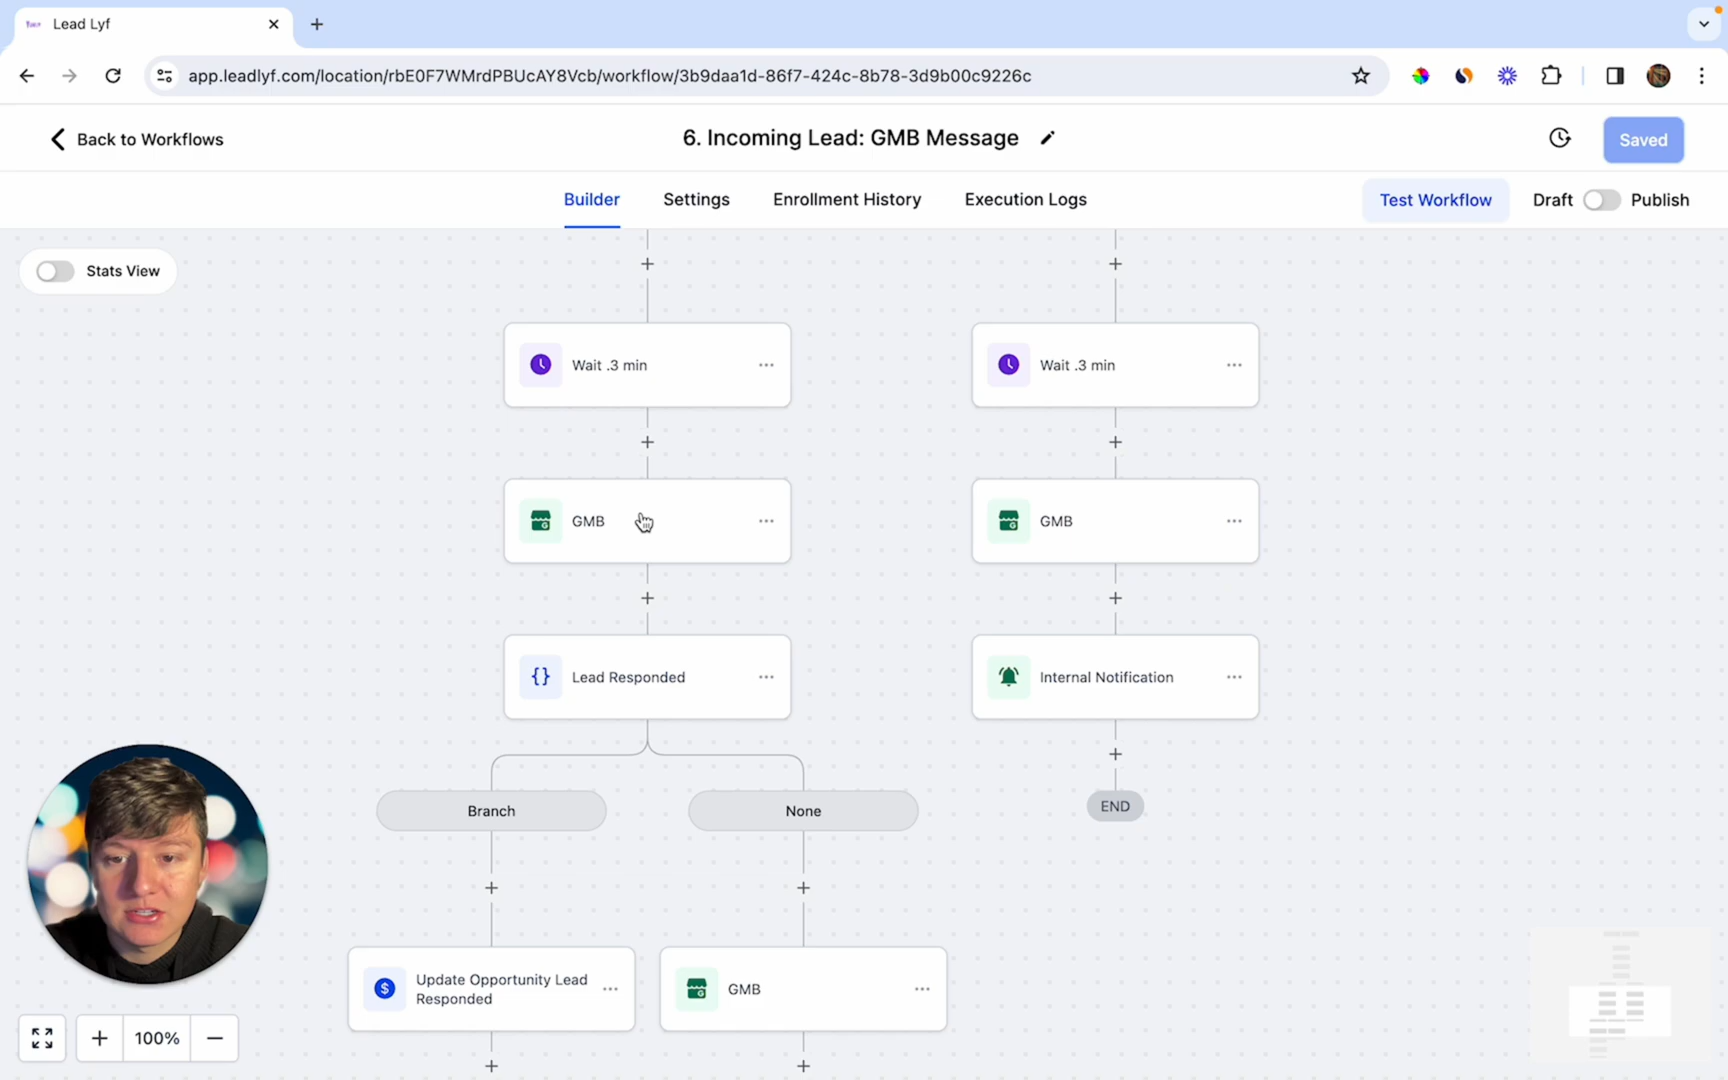 Lead Lyf
app.leadlyf.com/location/rbE0F7WMrdPBUcAY8Vcb/workflow/3b9daa1d-86f7-424c-8b78-3d9b00c9226c
Back to Workflows
6. Incoming Lead: GMB Message
Saved
Builder
Settings
Enrollment History
Execution Logs
Test Workflow
Draft
Publish
Stats View
Wait .3 min
Wait .3 min
GMB
GMB
Lead Responded
Internal Notification
Branch
None
END
Update Opportunity Lead
Responded
GMB
100%